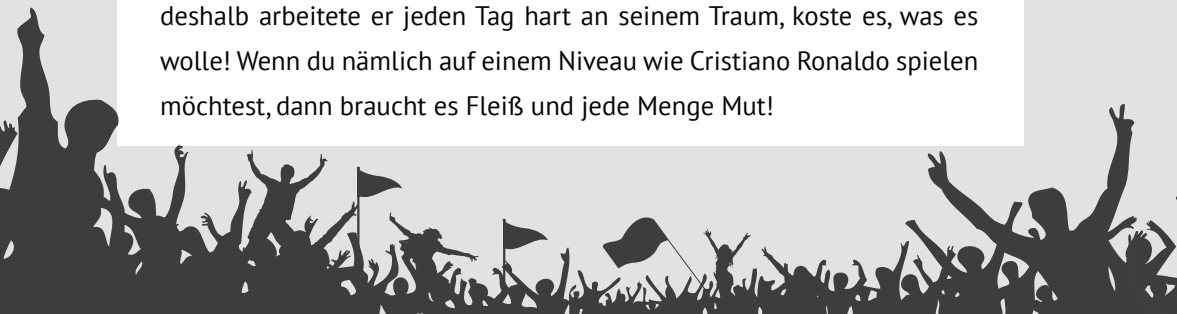 deshalb arbeitete er jeden Tag hart an seinem Traum, koste es, was es
wolle! Wenn du nämlich auf einem Niveau wie Cristiano Ronaldo spielen
möchtest, dann braucht es Fleiß und jede Menge Mut!